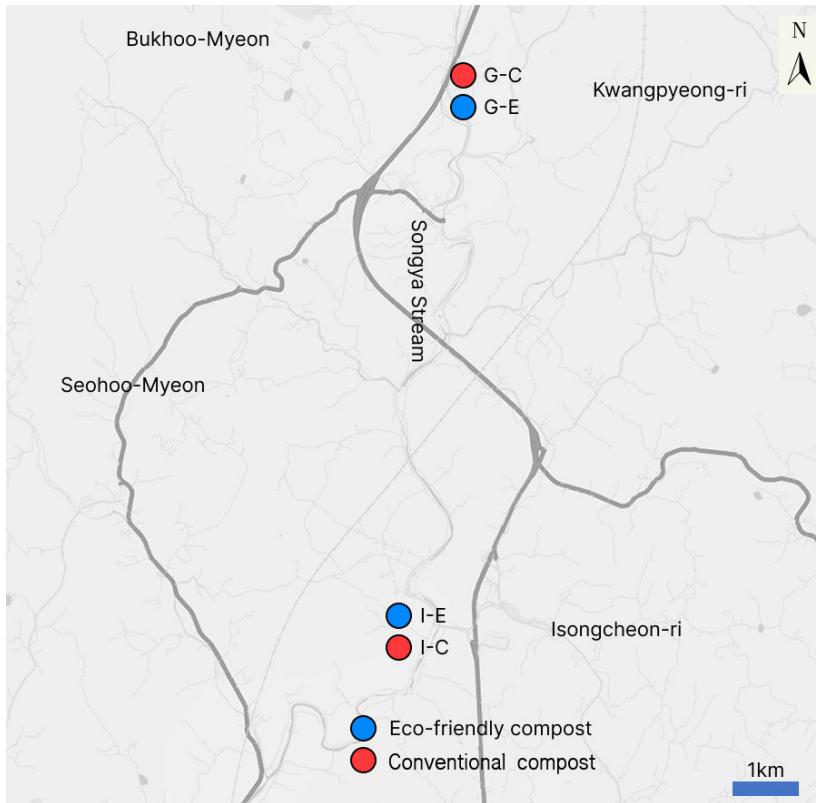 Bukhoo-Myeon
N
G-C
Kwangpyeong-ri
G-E
Songya Stream
Seohoo-Myeon
I-E
Isongcheon-ri
I-C
Eco-friendly compost
Conventional compost
1km